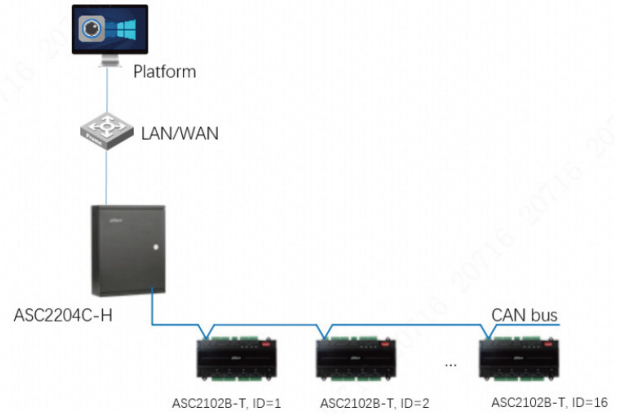 Platform
LAN/WAN
ASC2204C-H
CAN bus
...
ASC2102B-T, ID=1
ASC2102B-T, ID=2
ASC2102B-T, ID=16